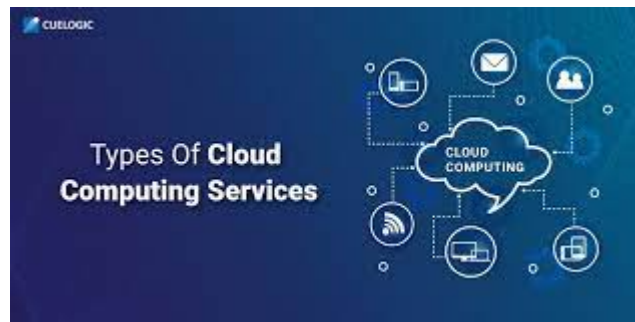 CUELOGIC
Types Of Cloud
Computing Services
CLOUD
COMPUTING